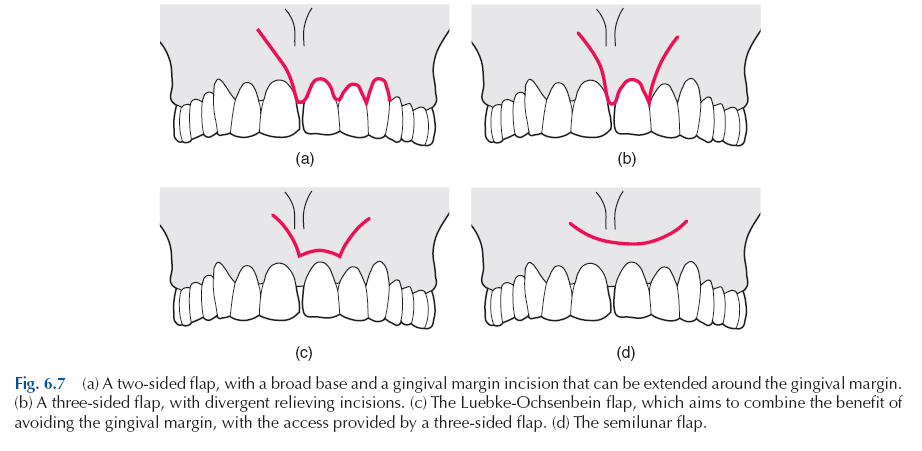 (a)
(b)
(c)
(d)
Fig. 6.7 (a) A two-sided flap, with a broad base and a gingival margin incision that can be extended around the gingival margin.
(b) A three-sided flap, with divergent relieving incisions. (c) The Luebke-Ochsenbein flap, which aims to combine the benefit of
avoiding the gingival margin, with the access provided by a three-sided flap. (d) The semilunar flap.